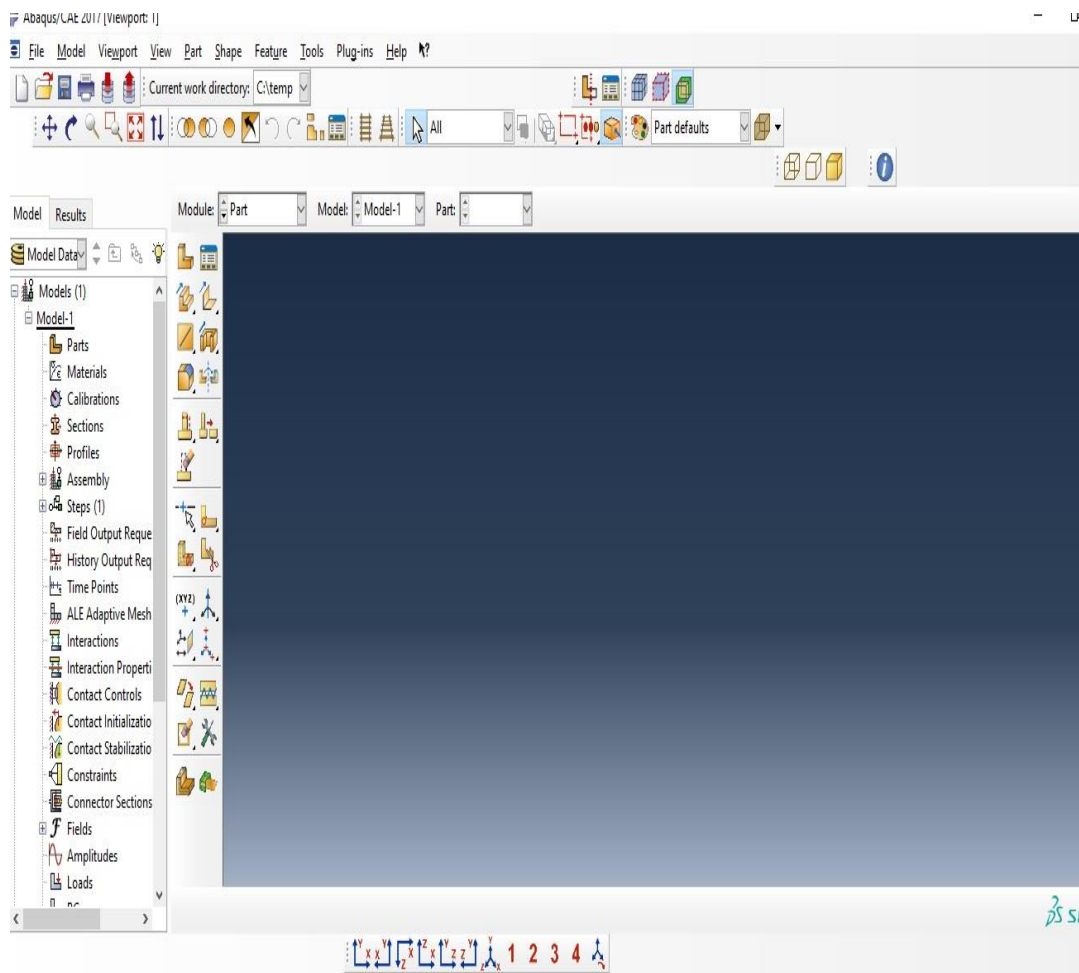 Abaqus/CAE 2017 [Viewport: 1]
File Model Viewport View Part Shape Feature Tools Plug-ins Help
Current work directory: C:\temp
All
Part defaults
Model Results
Module: Part Model: Model-1 Part:
Model Data
Models (1)
Model-1
Parts
Materials
Calibrations
Sections
Profiles
Assembly
Steps (1)
Field Output Reque
History Output Req
Time Points
ALE Adaptive Mesh
Interactions
Interaction Properti
Contact Controls
Contact Initializatio
Contact Stabilizatio
Constraints
Connector Sections
Fields
Amplitudes
Loads
(XYZ)
1 2 3 4